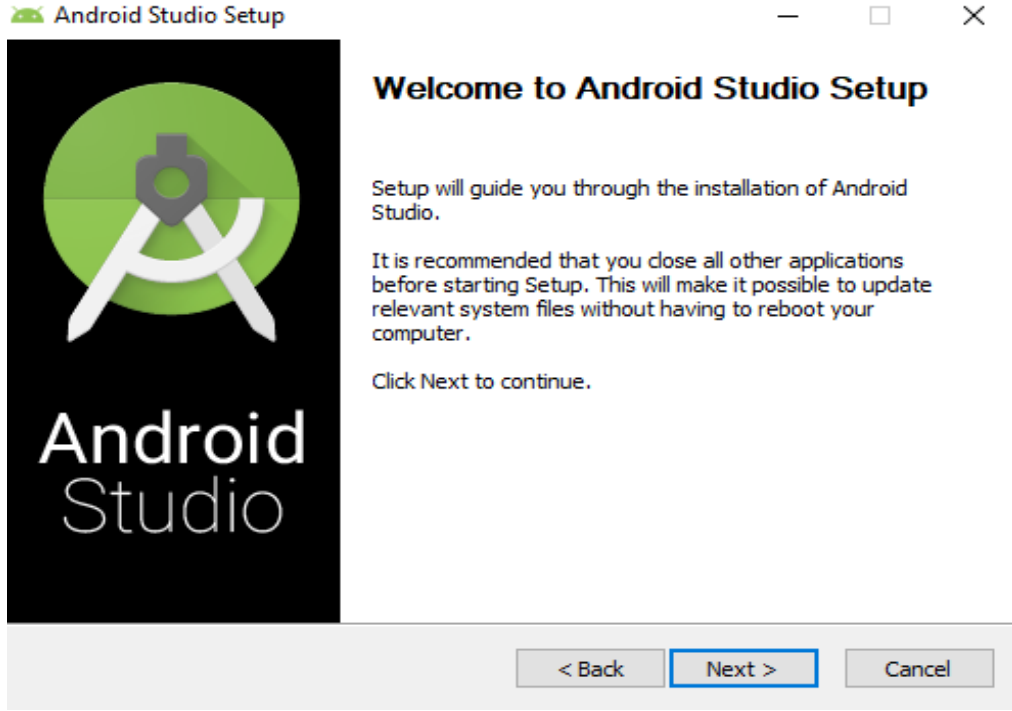 Android Studio Setup
Welcome to Android Studio Setup
Setup will guide you through the installation of Android
Studio.
It is recommended that you close all other applications
before starting Setup. This will make it possible to update
relevant system files without having to reboot your
computer.
Click Next to continue.
Android
Studio
< Back
Next >
Cancel